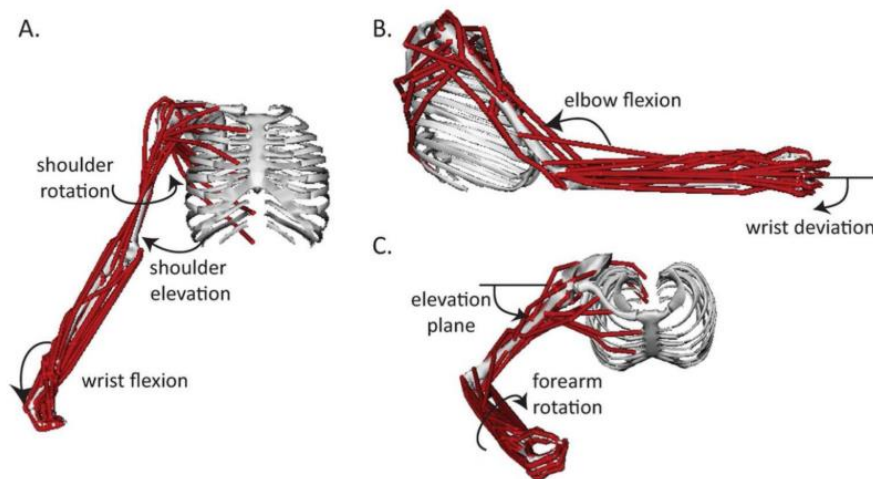 A.
shoulder
rotation
shoulder
elevation
wrist flexion
B.
elbow flexion
wrist deviation
C.
elevation
plane
forearm
rotation